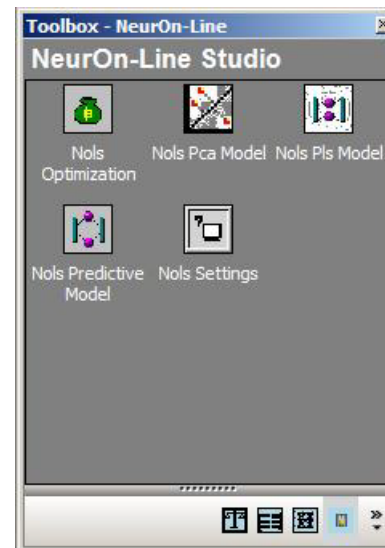 Toolbox - NeurOn-Line
NeurOn-Line Studio
Nols Optimization
Nols Pca Model
Nols Pls Model
Nols Predictive Model
Nols Settings